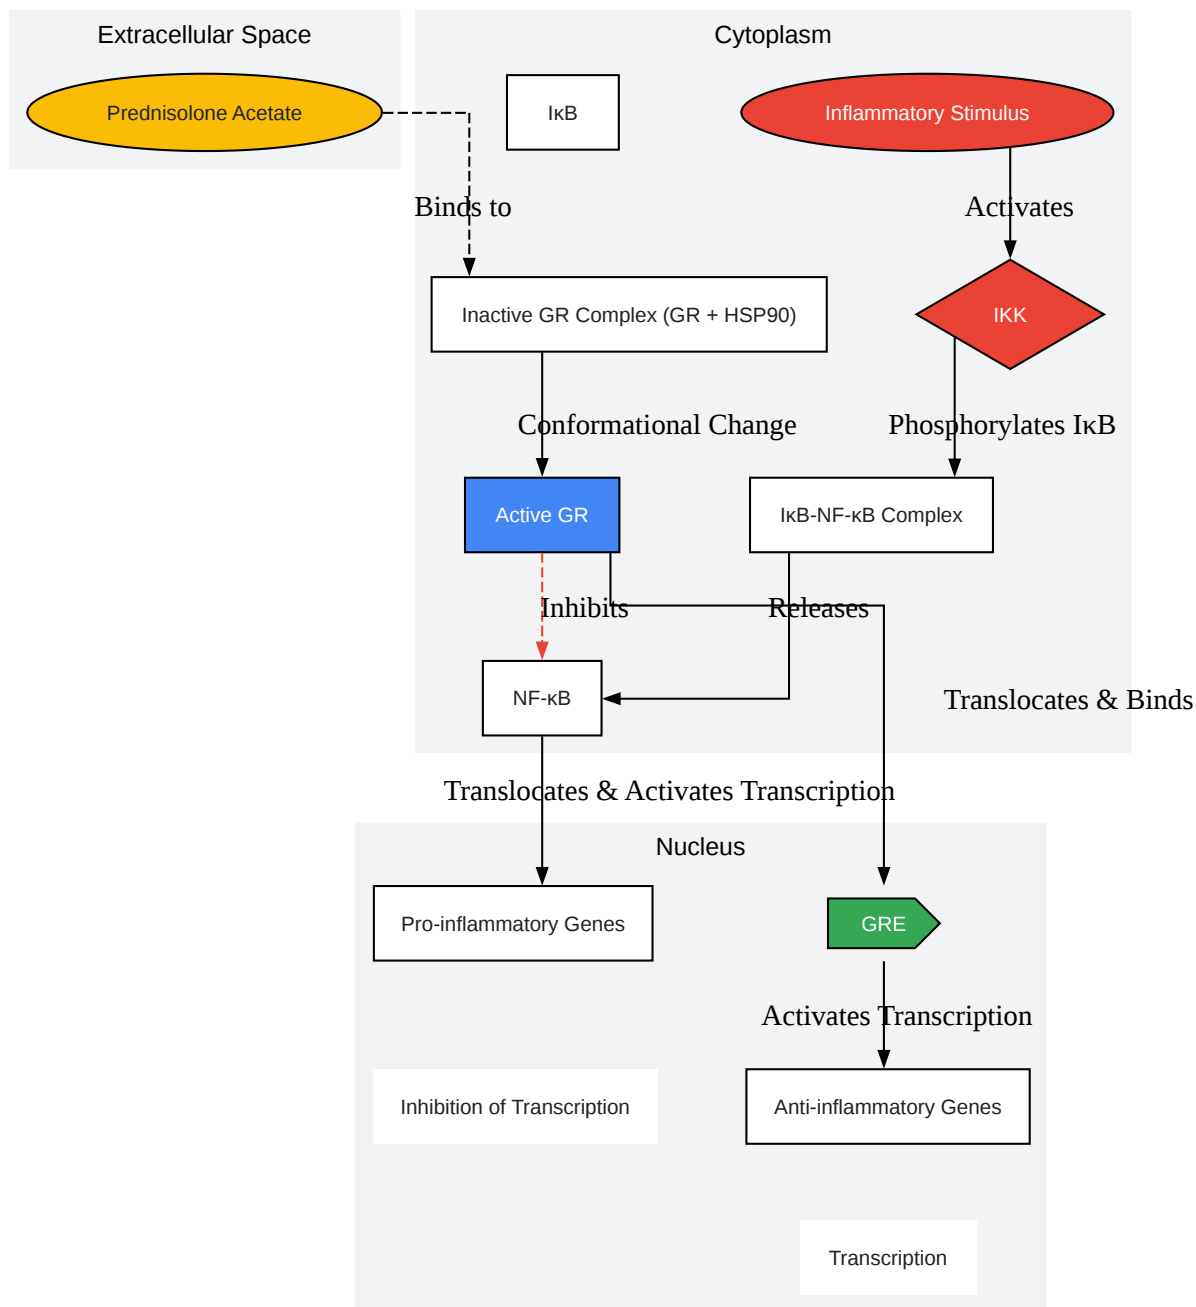 Extracellular Space
Cytoplasm
Prednisolone Acetate
IκB
Inflammatory Stimulus
Binds to
Activates
Inactive GR Complex (GR + HSP90)
IKK
Conformational Change
Phosphorylates IκB
Active GR
IκB-NF-κB Complex
Inhibits
Releases
NF-κB
Translocates & Binds
Translocates & Activates Transcription
Nucleus
Pro-inflammatory Genes
GRE
Activates Transcription
Inhibition of Transcription
Anti-inflammatory Genes
Transcription